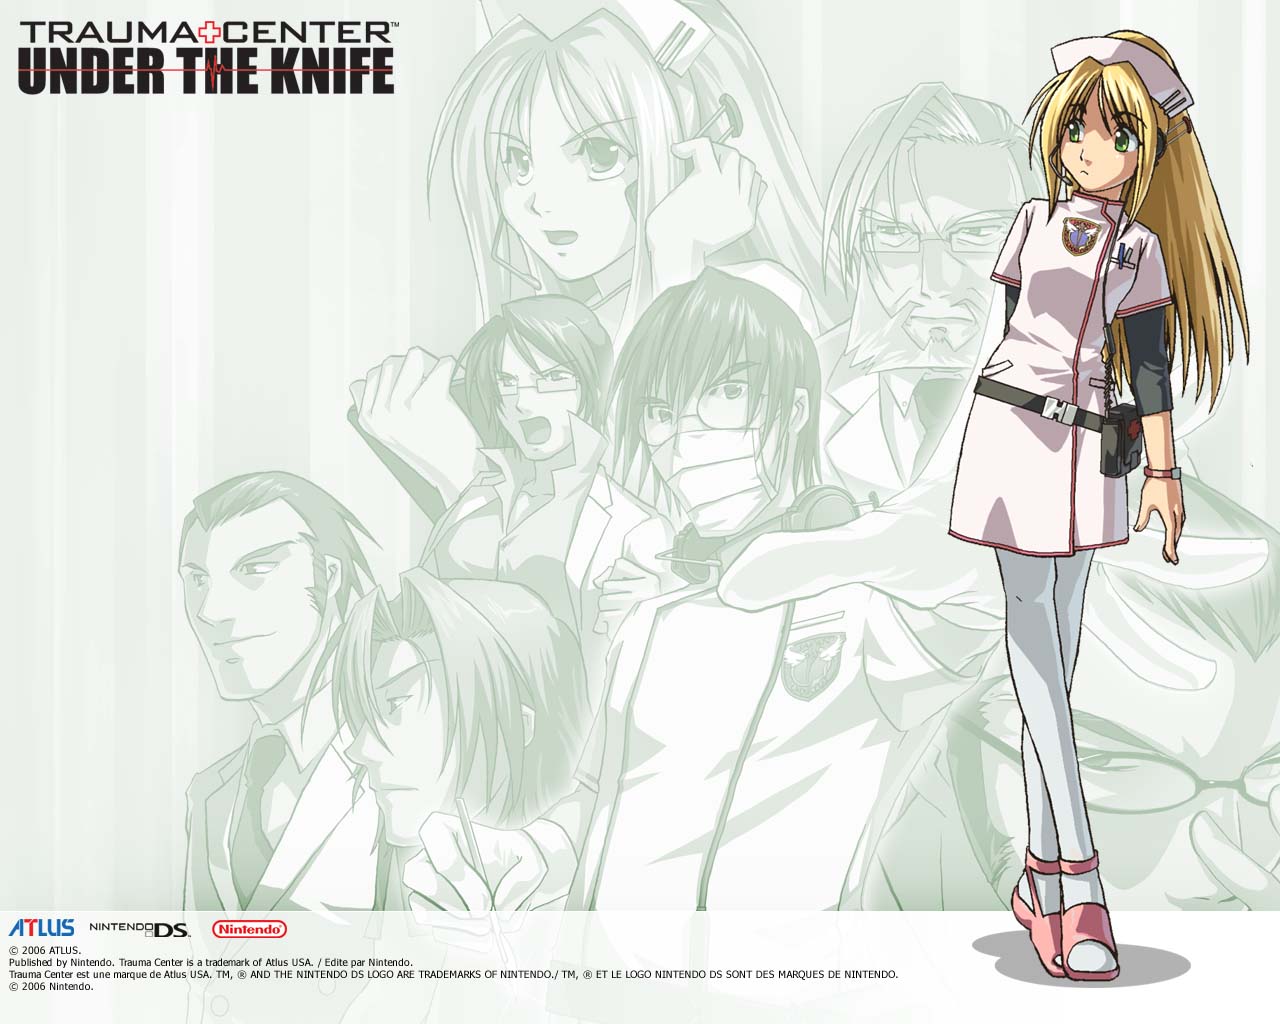 TRAUMA CENTER™
UNDER THE KNIFE
ATLUS NINTENDO DS™ Nintendo®
© 2006 ATLUS.
Published by Nintendo. Trauma Center is a trademark of Atlus USA. / Edite par Nintendo.
Trauma Center est une marque de Atlus USA. TM, ® AND THE NINTENDO DS LOGO ARE TRADEMARKS OF NINTENDO./ TM, ® ET LE LOGO NINTENDO DS SONT DES MARQUES DE NINTENDO.
© 2006 Nintendo.